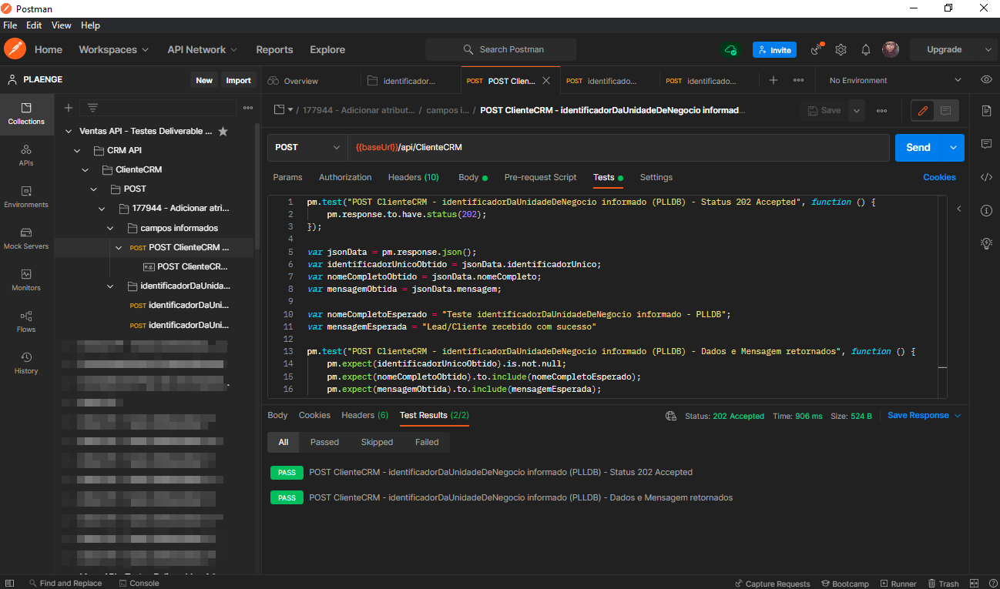 Postman
File Edit View Help
Home Workspaces API Network Reports Explore Search Postman Invite Upgrade
PLAENGE New Import Overview identificador... POST POST Clien... POST identificado... POST identificado... No Environment
Collections
APIs
Environments
Mock Servers
Monitors
Flows
History
Ventas API - Testes Deliverable ...
CRM API
ClienteCRM
POST
177944 - Adicionar atri...
campos informados
POST POST ClienteCRM ...
e.g. POST ClienteCR...
identificadorDaUnida...
POST identificadorDaUni...
POST identificadorDaUni...
/ 177944 - Adicionar atribut... / campos i... / POST ClienteCRM - identificadorDaUnidadeDeNegocio informad... Save
POST {{baseUrl}}/api/ClienteCRM Send
Params Authorization Headers (10) Body Pre-request Script Tests Settings Cookies
1 pm.test("POST ClienteCRM - identificadorDaUnidadeDeNegocio informado (PLLDB) - Status 202 Accepted", function () {
2 pm.response.to.have.status(202);
3 });
4
5 var jsonData = pm.response.json();
6 var identificadorUnicoObtido = jsonData.identificadorUnico;
7 var nomeCompletoObtido = jsonData.nomeCompleto;
8 var mensagemObtida = jsonData.mensagem;
9
10 var nomeCompletoEsperado = "Teste identificadorDaUnidadeDeNegocio informado - PLLDB";
11 var mensagemEsperada = "Lead/Cliente recebido com sucesso"
12
13 pm.test("POST ClienteCRM - identificadorDaUnidadeDeNegocio informado (PLLDB) - Dados e Mensagem retornados", function () {
14 pm.expect(identificadorUnicoObtido).is.not.null;
15 pm.expect(nomeCompletoObtido).to.include(nomeCompletoEsperado);
16 pm.expect(mensagemObtida).to.include(mensagemEsperada);
Body Cookies Headers (6) Test Results (2/2) Status: 202 Accepted Time: 906 ms Size: 524 B Save Response
All Passed Skipped Failed
PASS POST ClienteCRM - identificadorDaUnidadeDeNegocio informado (PLLDB) - Status 202 Accepted
PASS POST ClienteCRM - identificadorDaUnidadeDeNegocio informado (PLLDB) - Dados e Mensagem retornados
Find and Replace Console Capture Requests Bootcamp Runner Trash